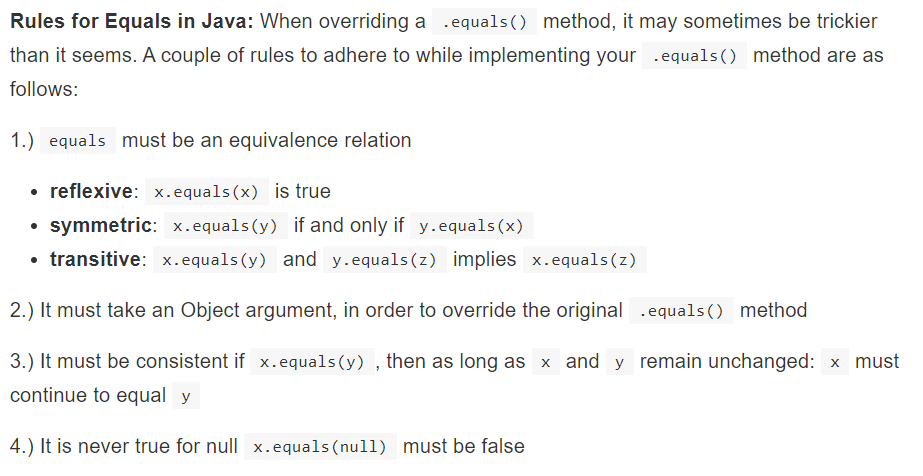 Rules for Equals in Java: When overriding a .equals() method, it may sometimes be trickier
than it seems. A couple of rules to adhere to while implementing your .equals() method are as
follows:
1.) equals must be an equivalence relation
• reflexive: x.equals(x) is true
• symmetric: x.equals(y) if and only if y.equals(x)
• transitive: x.equals(y) and y.equals(z) implies x.equals(z)
2.) It must take an Object argument, in order to override the original .equals() method
3.) It must be consistent if x.equals(y) , then as long as x and y remain unchanged: x must
continue to equal y
4.) It is never true for null x.equals(null) must be false